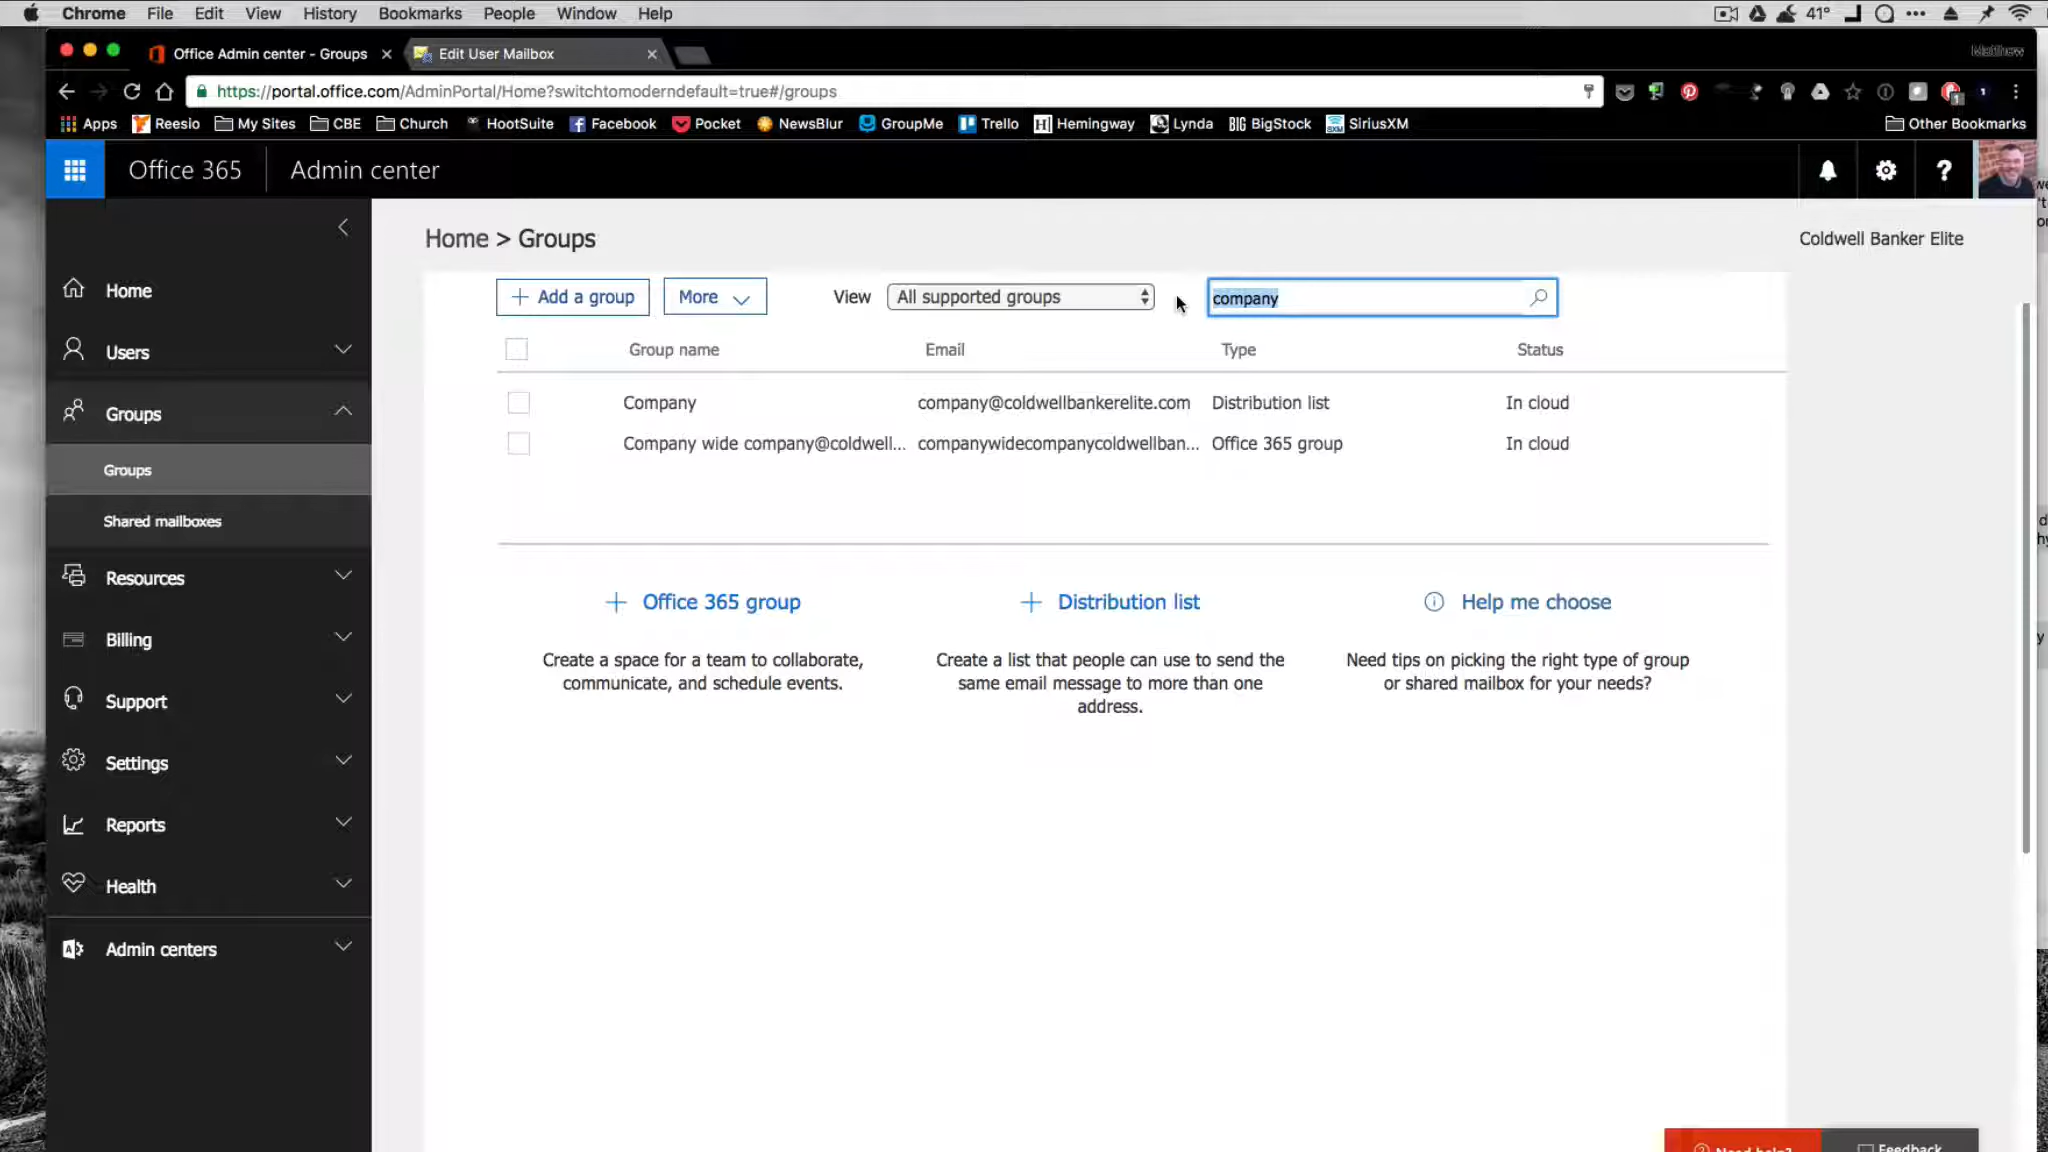 Chrome File Edit View History Bookmarks People Window Help 41°
Office Admin center - Groups Edit User Mailbox Matthew
https://portal.office.com/AdminPortal/Home?switchtomoderndefault=true#/groups
Apps Reesio My Sites CBE Church HootSuite Facebook Pocket NewsBlur GroupMe Trello Hemingway Lynda BIG BigStock SiriusXM Other Bookmarks
Office 365 Admin center
Home > Groups Coldwell Banker Elite
+ Add a group More View All supported groups company
Group name Email Type Status
Company company@coldwellbankerelite.com Distribution list In cloud
Company wide company@coldwell... companywidecompanycoldwellban... Office 365 group In cloud
Home
Users
Groups
Groups
Shared mailboxes
Resources
Billing
Support
Settings
Reports
Health
Admin centers
+ Office 365 group
Create a space for a team to collaborate,
communicate, and schedule events.
+ Distribution list
Create a list that people can use to send the
same email message to more than one
address.
Help me choose
Need tips on picking the right type of group
or shared mailbox for your needs?
Need help? Feedback